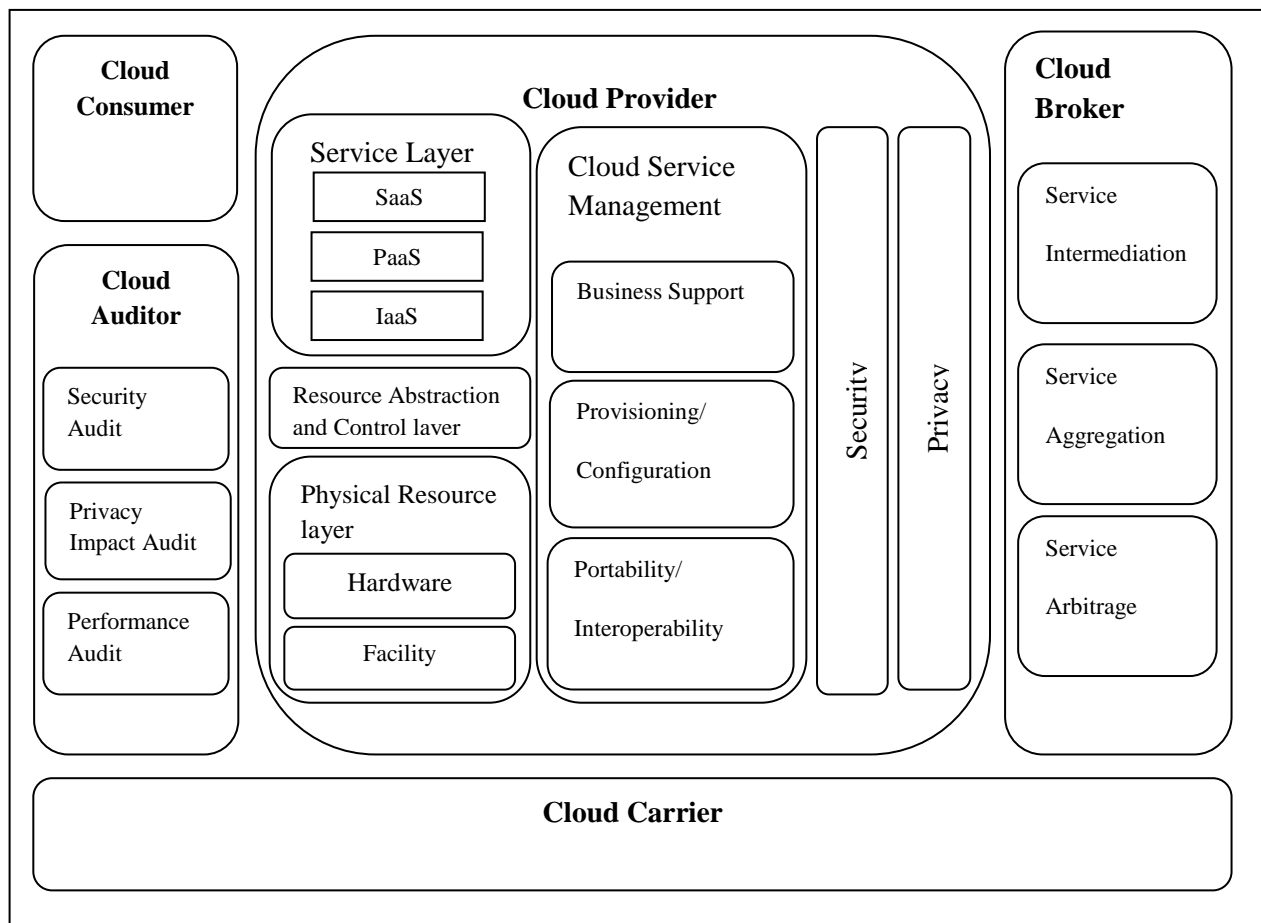 Cloud
Consumer
Cloud
Auditor
Security
Audit
Privacy
Impact Audit
Performance
Audit
Cloud Provider
Service Layer
SaaS
PaaS
IaaS
Resource Abstraction
and Control layer
Physical Resource
layer
Hardware
Facility
Cloud Service
Management
Business Support
Provisioning/
Configuration
Portability/
Interoperability
Security
Privacy
Cloud
Broker
Service
Intermediation
Service
Aggregation
Service
Arbitrage
Cloud Carrier